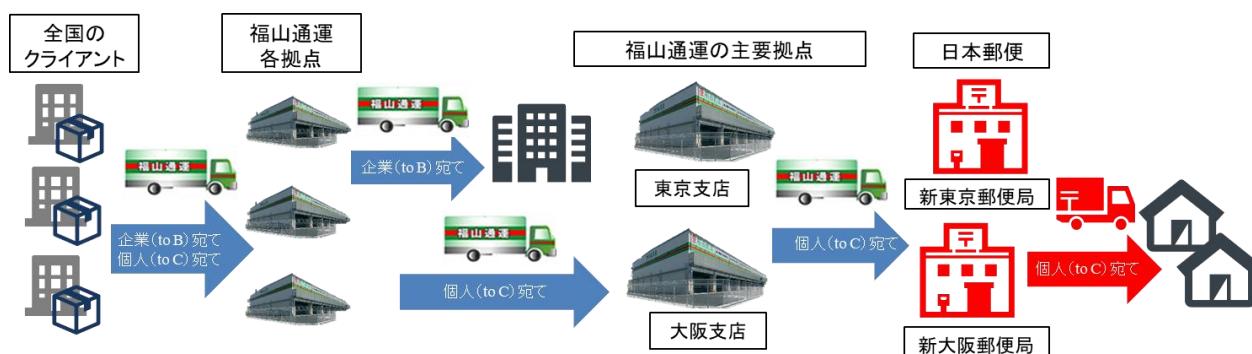 全国の
クライアント
福山通運
各拠点
福山通運の主要拠点
日本郵便
福山通運
企業(to B)宛て
福山通運
企業(to B)宛て
個人(to C)宛て
福山通運
個人(to C)宛て
東京支店
大阪支店
福山通運
個人(to C)宛て
〒
新東京郵便局
〒
新大阪郵便局
〒
個人(to C)宛て